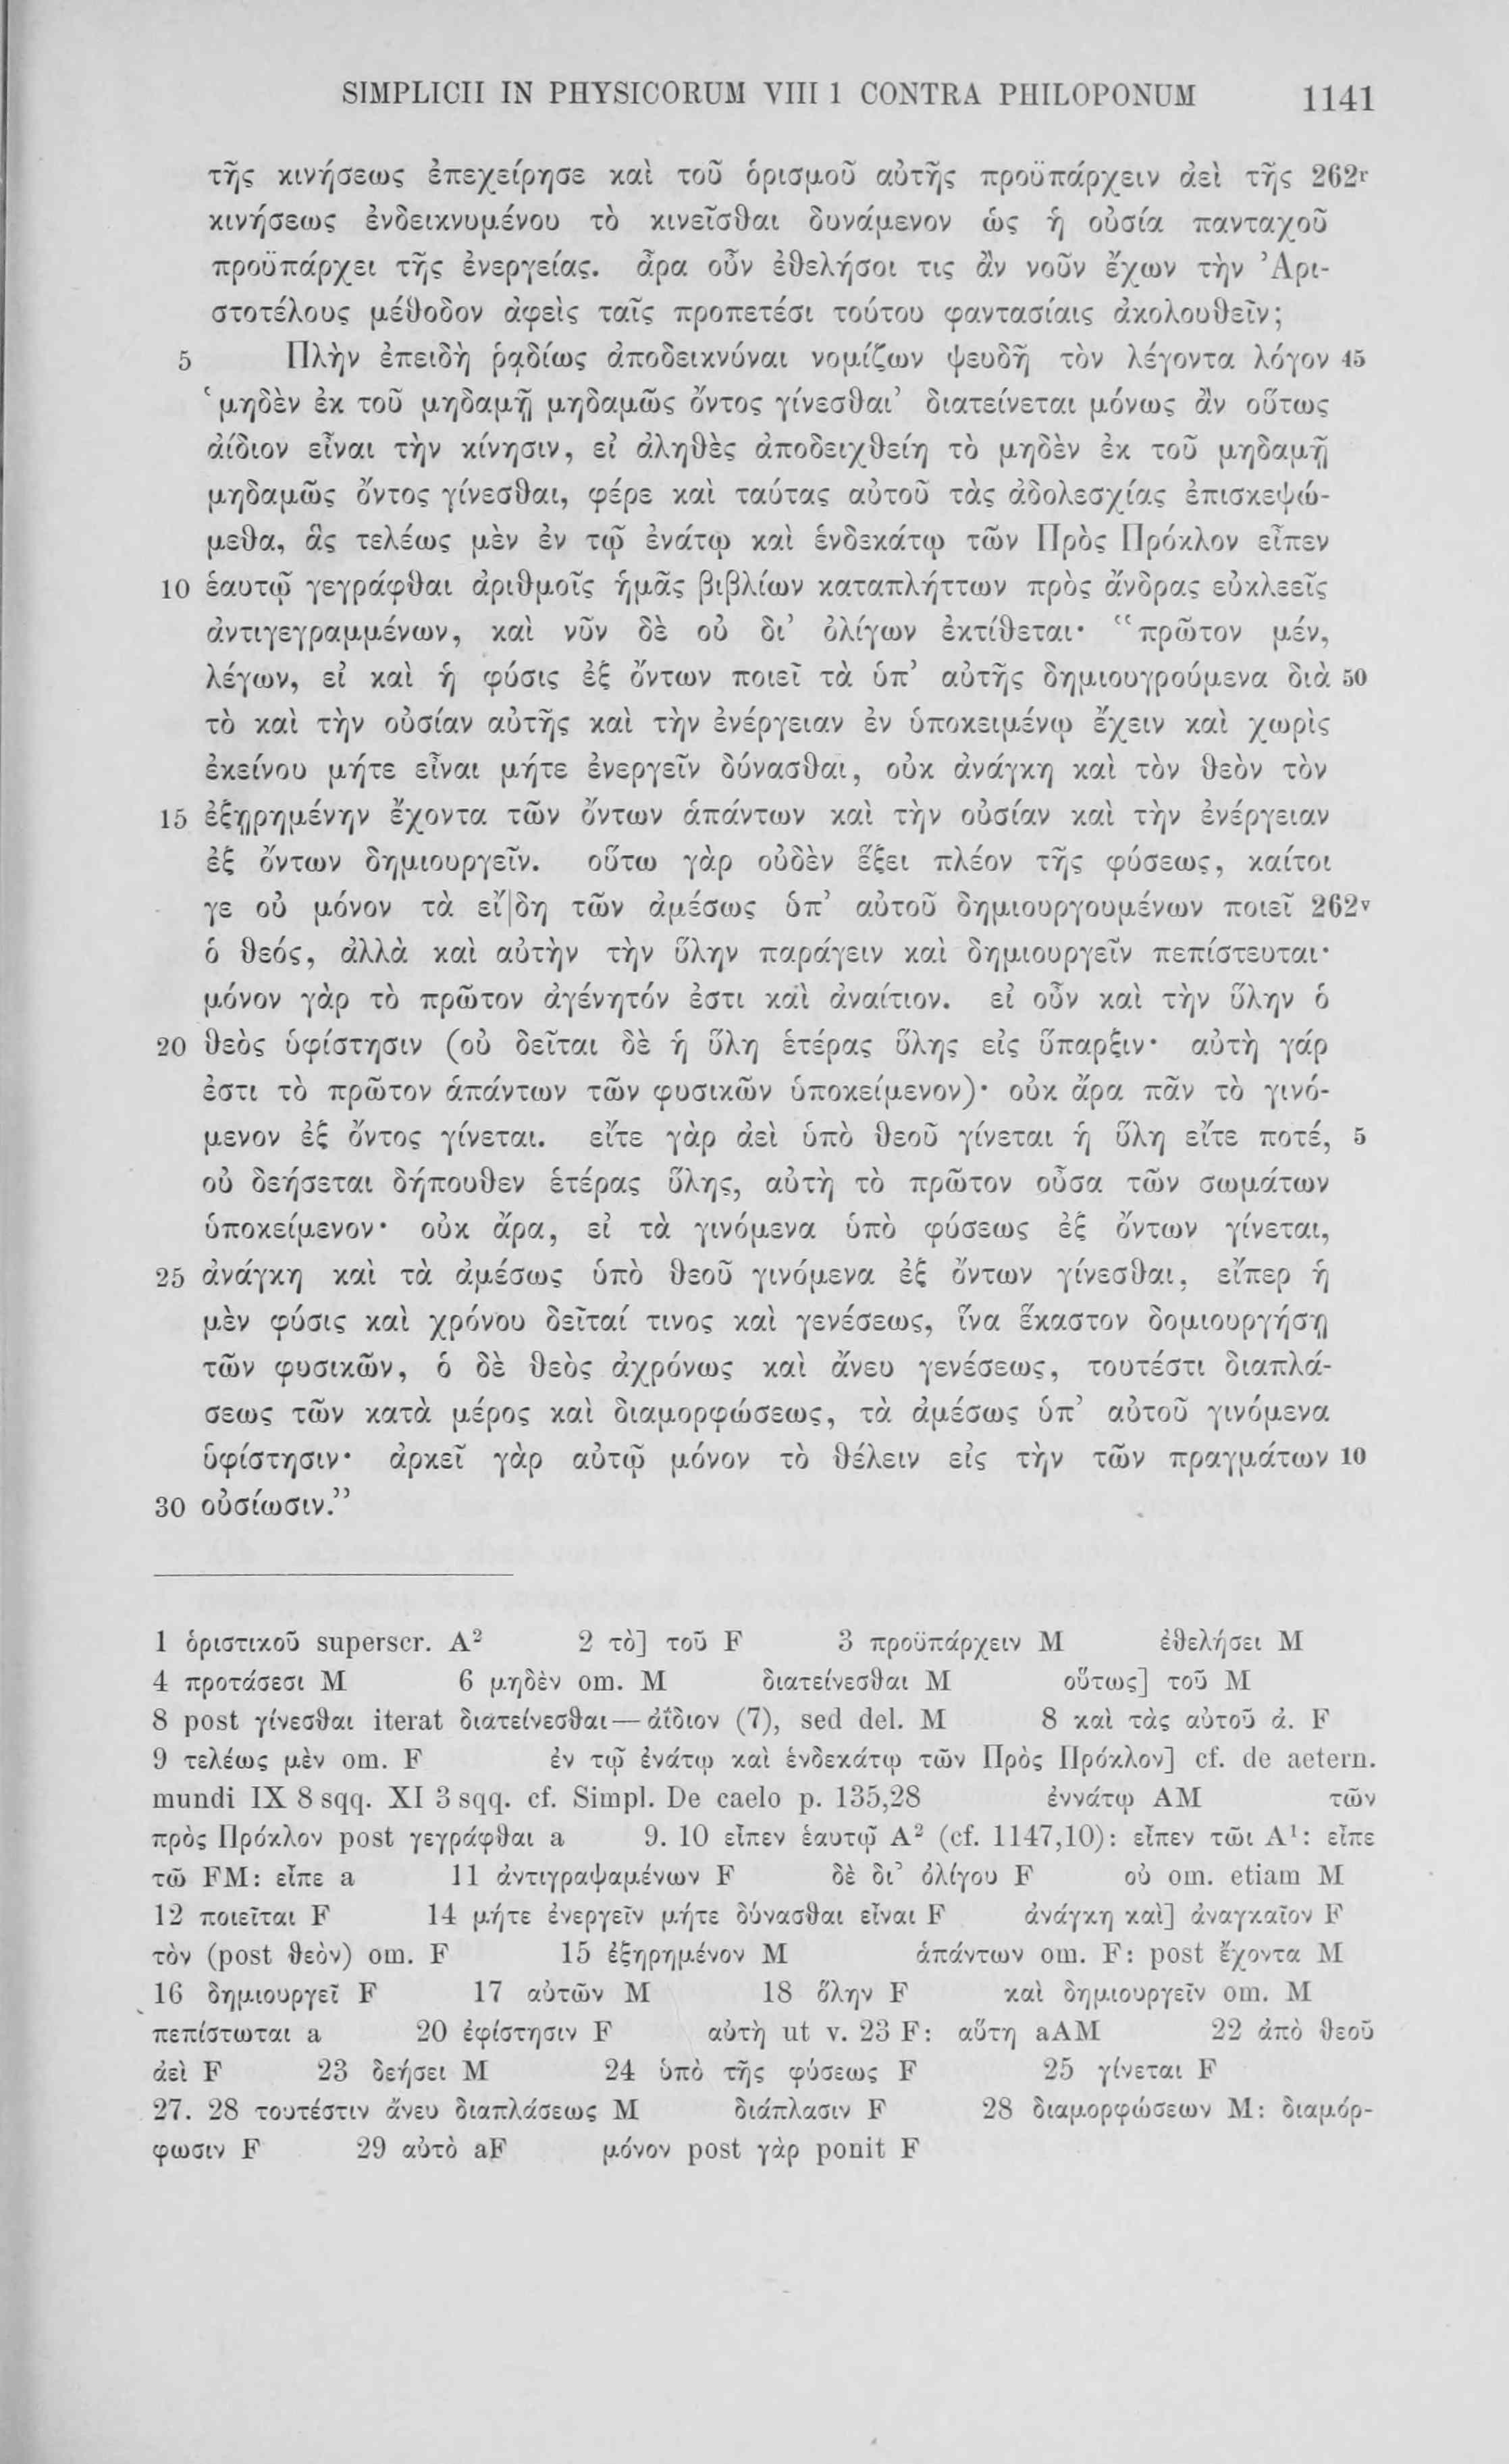 SIMPLICII IN PHYSICORUM VIII 1 CONTRA PHILOPONUM 1141
τῆς κινήσεως ἐπεχείρησε καὶ τοῦ ὁρισμοῦ αὐτῆς προϋπάρχειν ἀεὶ τῆς 262r
κινήσεως ἐνδεικνυμένου τὸ κινεῖσθαι δυνάμενον ὡς ἡ οὐσία πανταχοῦ
προϋπάρχει τῆς ἐνεργείας. ἆρα οὖν ἐθελήσοι τις ἂν νοῦν ἔχων τὴν Ἀρι-
στοτέλους μέθοδον ἀφεὶς ταῖς προπετέσι τούτου φαντασίαις ἀκολουθεῖν;
5 Πλὴν ἐπειδὴ ῥᾳδίως ἀποδεικνύναι νομίζων ψευδῆ τὸν λέγοντα λόγον 45
‘μηδὲν ἐκ τοῦ μηδαμῇ μηδαμῶς ὄντος γίνεσθαι’ διατείνεται μόνως ἂν οὕτως
ἀίδιον εἶναι τὴν κίνησιν, εἰ ἀληθὲς ἀποδειχθείη τὸ μηδὲν ἐκ τοῦ μηδαμῇ
μηδαμῶς ὄντος γίνεσθαι, φέρε καὶ ταύτας αὐτοῦ τὰς ἀδολεσχίας ἐπισκεψώ-
μεθα, ἃς τελέως μὲν ἐν τῷ ἐνάτῳ καὶ ἑνδεκάτῳ τῶν Πρὸς Πρόκλον εἶπεν
10 ἑαυτῷ γεγράφθαι ἀριθμοῖς ἡμᾶς βιβλίων καταπλήττων πρὸς ἄνδρας εὐκλεεῖς
ἀντιγεγραμμένων, καὶ νῦν δὲ οὐ δι’ ὀλίγων ἐκτίθεται· “πρῶτον μέν,
λέγων, εἰ καὶ ἡ φύσις ἐξ ὄντων ποιεῖ τὰ ὑπ’ αὐτῆς δημιουγρούμενα διὰ 50
τὸ καὶ τὴν οὐσίαν αὐτῆς καὶ τὴν ἐνέργειαν ἐν ὑποκειμένῳ ἔχειν καὶ χωρὶς
ἐκείνου μήτε εἶναι μήτε ἐνεργεῖν δύνασθαι, οὐκ ἀνάγκη καὶ τὸν θεὸν τὸν
15 ἐξῃρημένην ἔχοντα τῶν ὄντων ἁπάντων καὶ τὴν οὐσίαν καὶ τὴν ἐνέργειαν
ἐξ ὄντων δημιουργεῖν. οὕτω γὰρ οὐδὲν ἕξει πλέον τῆς φύσεως, καίτοι
γε οὐ μόνον τὰ εἴ|δη τῶν ἀμέσως ὑπ’ αὐτοῦ δημιουργουμένων ποιεῖ 262v
ὁ θεός, ἀλλὰ καὶ αὐτὴν τὴν ὕλην παράγειν καὶ δημιουργεῖν πεπίστευται·
μόνον γὰρ τὸ πρῶτον ἀγένητόν ἐστι καὶ ἀναίτιον. εἰ οὖν καὶ τὴν ὕλην ὁ
20 θεὸς ὑφίστησιν (οὐ δεῖται δὲ ἡ ὕλη ἑτέρας ὕλης εἰς ὕπαρξιν· αὐτὴ γάρ
ἐστι τὸ πρῶτον ἁπάντων τῶν φυσικῶν ὑποκείμενον)· οὐκ ἄρα πᾶν τὸ γινό-
μενον ἐξ ὄντος γίνεται. εἴτε γὰρ ἀεὶ ὑπὸ θεοῦ γίνεται ἡ ὕλη εἴτε ποτέ, 5
οὐ δεήσεται δήπουθεν ἑτέρας ὕλης, αὐτὴ τὸ πρῶτον οὖσα τῶν σωμάτων
ὑποκείμενον· οὐκ ἄρα, εἰ τὰ γινόμενα ὑπὸ φύσεως ἐξ ὄντων γίνεται,
25 ἀνάγκη καὶ τὰ ἀμέσως ὑπὸ θεοῦ γινόμενα ἐξ ὄντων γίνεσθαι, εἴπερ ἡ
μὲν φύσις καὶ χρόνου δεῖταί τινος καὶ γενέσεως, ἵνα ἕκαστον δομιουργήσῃ
τῶν φυσικῶν, ὁ δὲ θεὸς ἀχρόνως καὶ ἄνευ γενέσεως, τουτέστι διαπλά-
σεως τῶν κατὰ μέρος καὶ διαμορφώσεως, τὰ ἀμέσως ὑπ’ αὐτοῦ γινόμενα
ὑφίστησιν· ἀρκεῖ γὰρ αὐτῷ μόνον τὸ θέλειν εἰς τὴν τῶν πραγμάτων 10
30 οὐσίωσιν.”
1 ὁριστικοῦ superscr. A² 2 τὸ] τοῦ F 3 προϋπάρχειν M ἐθελήσει M
4 προτάσεσι M 6 μηδὲν om. M διατείνεσθαι M οὕτως] τοῦ M
8 post γίνεσθαι iterat διατείνεσθαι — ἀΐδιον (7), sed del. M 8 καὶ τὰς αὐτοῦ ἀ. F
9 τελέως μὲν om. F ἐν τῷ ἐνάτῳ καὶ ἑνδεκάτῳ τῶν Πρὸς Πρόκλον] cf. de aetern.
mundi IX 8 sqq. XI 3 sqq. cf. Simpl. De caelo p. 135,28 ἐννάτῳ AM τῶν
πρὸς Πρόκλον post γεγράφθαι a 9. 10 εἶπεν ἑαυτῷ A² (cf. 1147,10): εἶπεν τῶι A¹: εἶπε
τῶ FM: εἶπε a 11 ἀντιγραψαμένων F δὲ δι’ ὀλίγου F οὐ om. etiam M
12 ποιεῖται F 14 μήτε ἐνεργεῖν μήτε δύνασθαι εἶναι F ἀνάγκη καὶ] ἀναγκαῖον F
τὸν (post θεὸν) om. F 15 ἐξηρημένον M ἁπάντων om. F: post ἔχοντα M
16 δημιουργεῖ F 17 αὐτῶν M 18 ὅλην F καὶ δημιουργεῖν om. M
πεπίστωται a 20 ἐφίστησιν F αὐτὴ ut v. 23 F: αὕτη aAM 22 ἀπὸ θεοῦ
ἀεὶ F 23 δεήσει M 24 ὑπὸ τῆς φύσεως F 25 γίνεται F
27. 28 τουτέστιν ἄνευ διαπλάσεως M διάπλασιν F 28 διαμορφώσεων M: διαμόρ-
φωσιν F 29 αὐτὸ aF μόνον post γὰρ ponit F